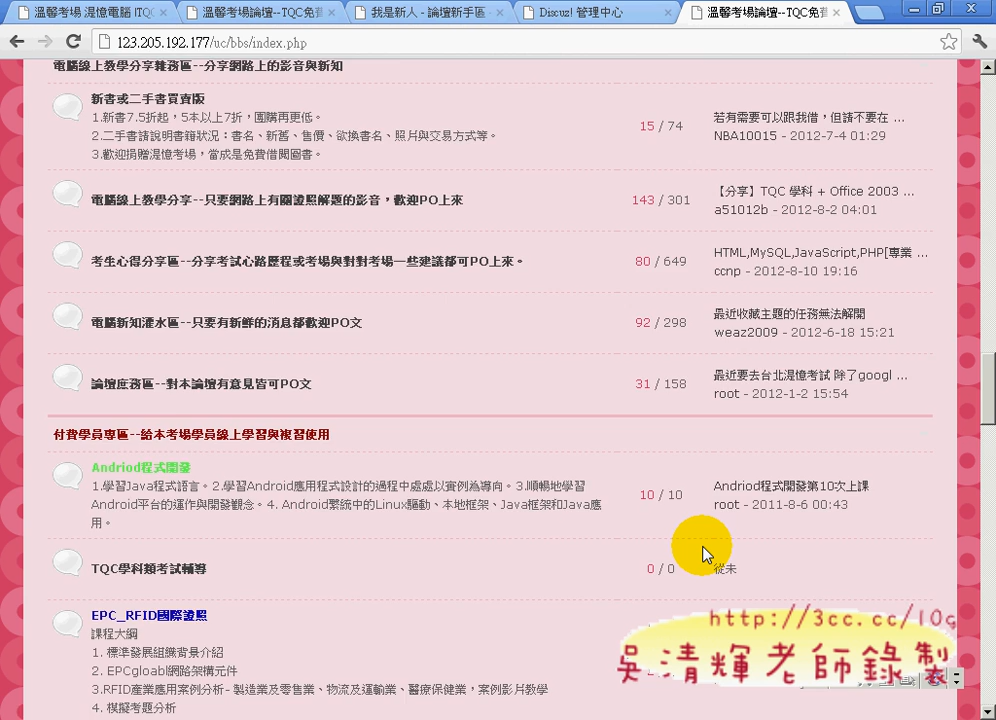 溫馨考場 混憶電腦 ITQC
溫馨考場論壇--TQC免費
我是新人 - 論壇新手區
Discuz! 管理中心
溫馨考場論壇--TQC免費
123.205.192.177/uc/bbs/index.php
電腦線上教學分享雜務區--分享網路上的影音與新知
新書或二手書買賣版
1.新書7.5折起，5本以上7折，團購再更低。
2.二手書請說明書籍狀況：書名、新舊、售價、欲換書名、照片與交易方式等。
3.歡迎捐贈混憶考場，當成是免費借閱圖書。
15 / 74
若有需要可以跟我借，但請不要在 ...
NBA10015 - 2012-7-4 01:29
電腦線上教學分享--只要網路上有關證照解題的影音，歡迎PO上來
143 / 301
【分享】TQC 學科 + Office 2003 ...
a51012b - 2012-8-2 04:01
考生心得分享區--分享考試心路歷程或考場與對對考場一些建議都可PO上來。
80 / 649
HTML,MySQL,JavaScript,PHP[專業 ...
ccnp - 2012-8-10 19:16
電腦新知灌水區--只要有新鮮的消息都歡迎PO文
92 / 298
最近收藏主題的任務無法解開
weaz2009 - 2012-6-18 15:21
論壇庶務區--對本論壇有意見皆可PO文
31 / 158
最近要去台北混憶考試 除了googl ...
root - 2012-1-2 15:54
付費學員專區--給本考場學員線上學習與複習使用
Andriod程式開發
1.學習Java程式語言。2.學習Android應用程式設計的過程中處處以實例為導向。3.順暢地學習
Android平台的運作與開發觀念。4. Android繫統中的Linux驅動、本地框架、Java框架和Java應
用。
10 / 10
Andriod程式開發第10次上課
root - 2011-8-6 00:43
TQC學科類考試輔導
0 / 0
從未
EPC_RFID國際證照
課程大綱
1. 標準發展組織背景介紹
2. EPCgloabl網路架構元件
3.RFID產業應用案例分析- 製造業及零售業、物流及運輸業、醫療保健業，案例影片教學
4. 模擬考題分析
http://3cc.cc/10g
吳清輝老師錄製